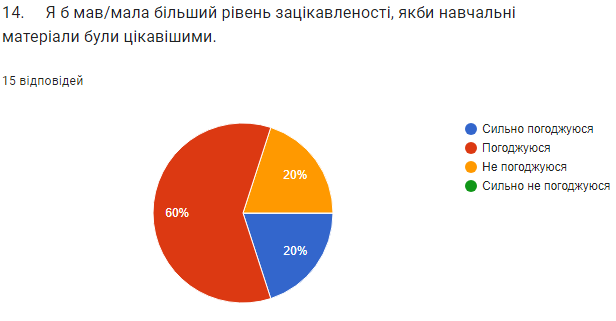 14. Я б мав/мала більший рівень зацікавленості, якби навчальні
матеріали були цікавішими.
15 відповідей
Сильно погоджуюся
Погоджуюся
Не погоджуюся
Сильно не погоджуюся
20%
60%
20%